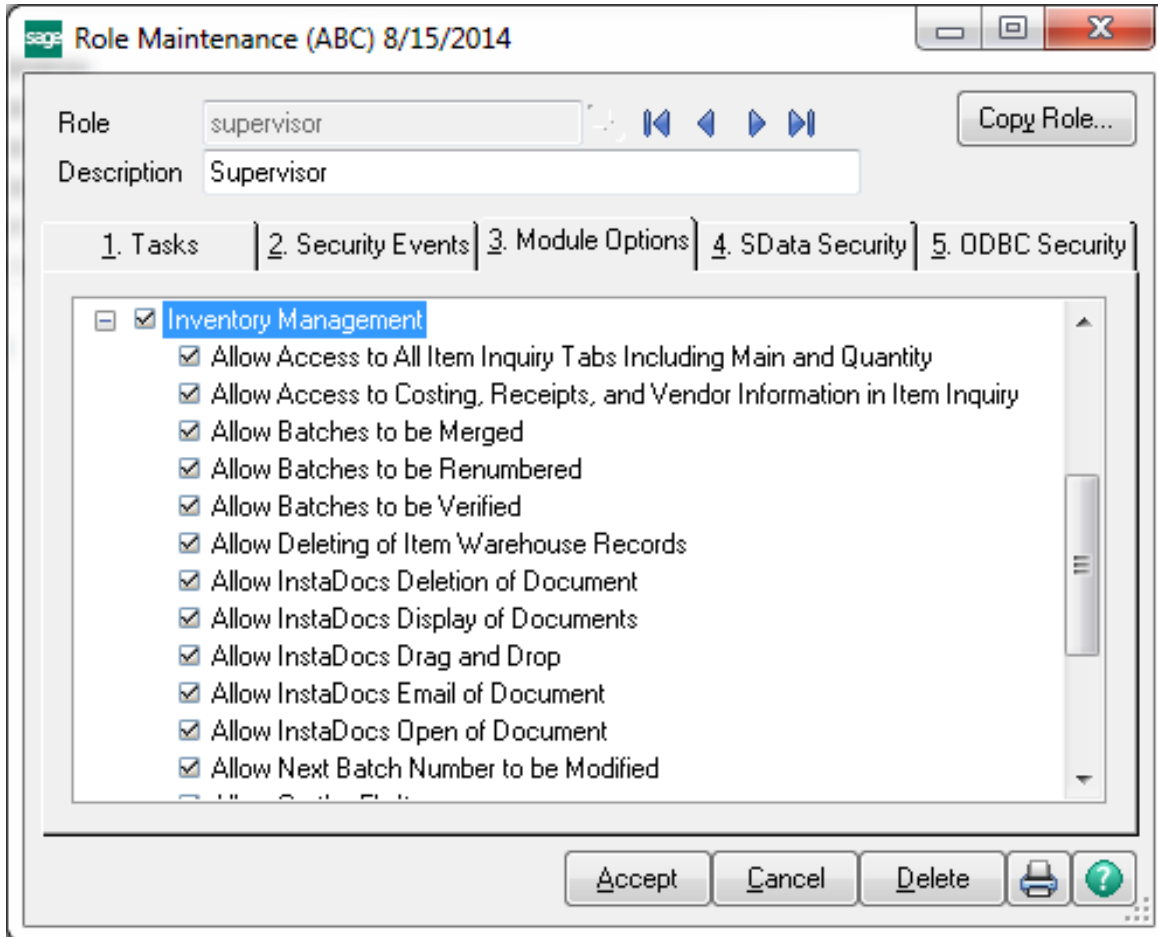 sage Role Maintenance (ABC) 8/15/2014
Role supervisor Copy Role...
Description Supervisor
1. Tasks 2. Security Events 3. Module Options 4. SData Security 5. ODBC Security
Inventory Management
Allow Access to All Item Inquiry Tabs Including Main and Quantity
Allow Access to Costing, Receipts, and Vendor Information in Item Inquiry
Allow Batches to be Merged
Allow Batches to be Renumbered
Allow Batches to be Verified
Allow Deleting of Item Warehouse Records
Allow InstaDocs Deletion of Document
Allow InstaDocs Display of Documents
Allow InstaDocs Drag and Drop
Allow InstaDocs Email of Document
Allow InstaDocs Open of Document
Allow Next Batch Number to be Modified
Accept Cancel Delete ?